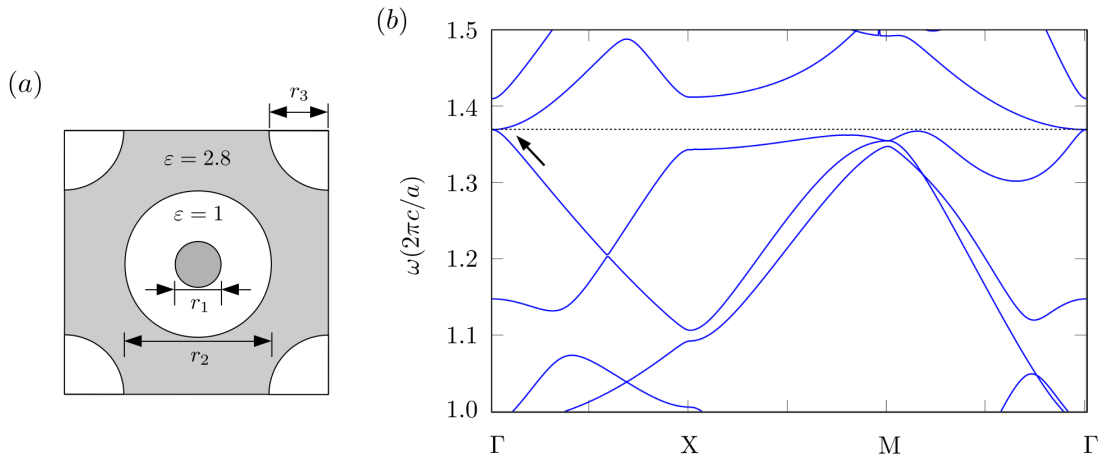 (a)
r₃
ε = 2.8
ε = 1
r₁
r₂
(b)
ω(2πc/a)
1.5
1.4
1.3
1.2
1.1
1.0
Γ X M Γ